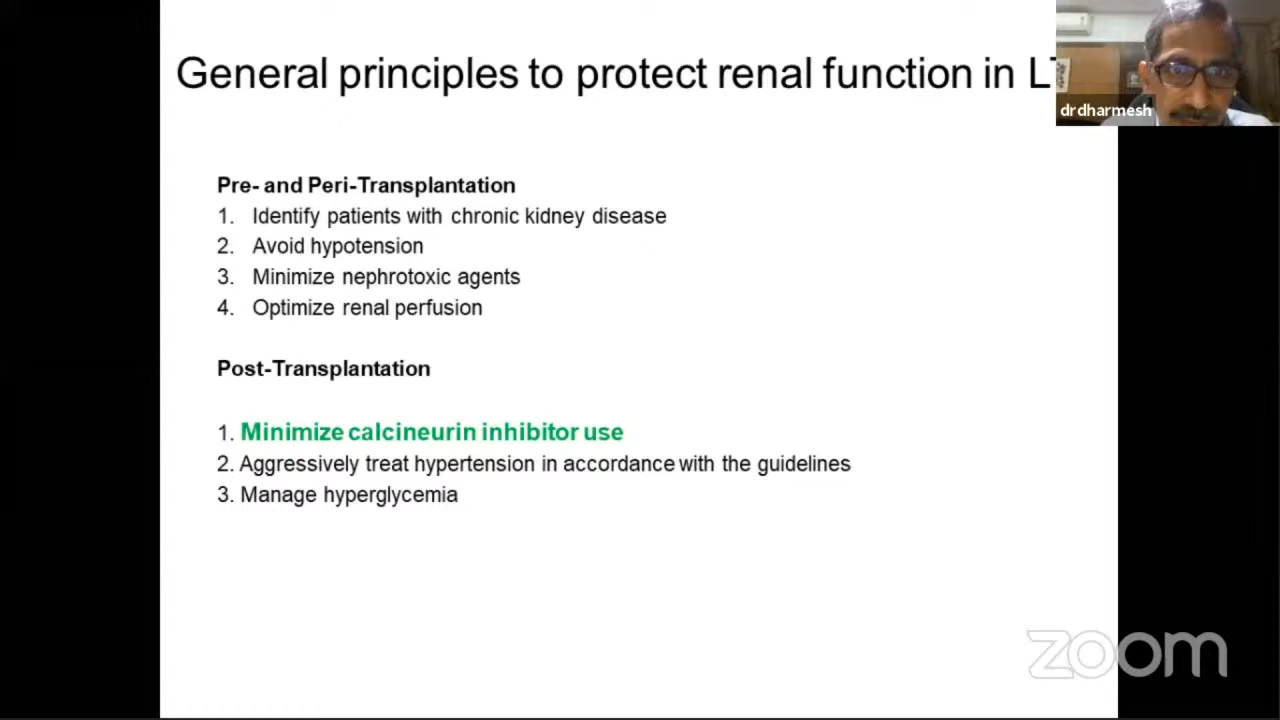 General principles to protect renal function in L
drdharmesh
Pre- and Peri-Transplantation
1. Identify patients with chronic kidney disease
2. Avoid hypotension
3. Minimize nephrotoxic agents
4. Optimize renal perfusion
Post-Transplantation
1. Minimize calcineurin inhibitor use
2. Aggressively treat hypertension in accordance with the guidelines
3. Manage hyperglycemia
zoom